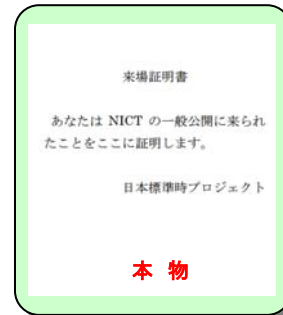 来場証明書
あなたは NICT の一般公開に来られ
たことをここに証明します。
日本標準時プロジェクト
本 物